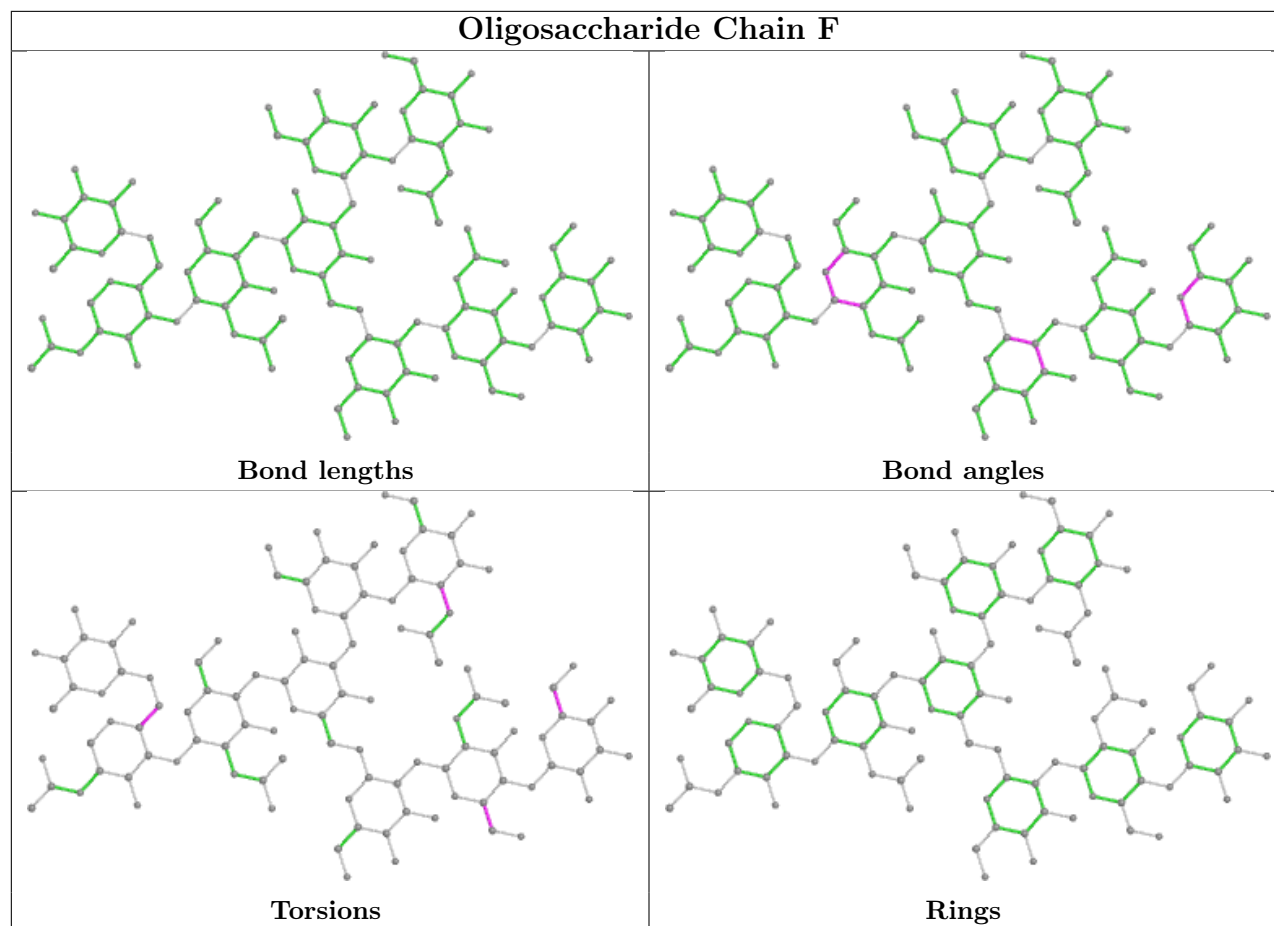 Oligosaccharide Chain F
Bond lengths
Bond angles
Torsions
Rings